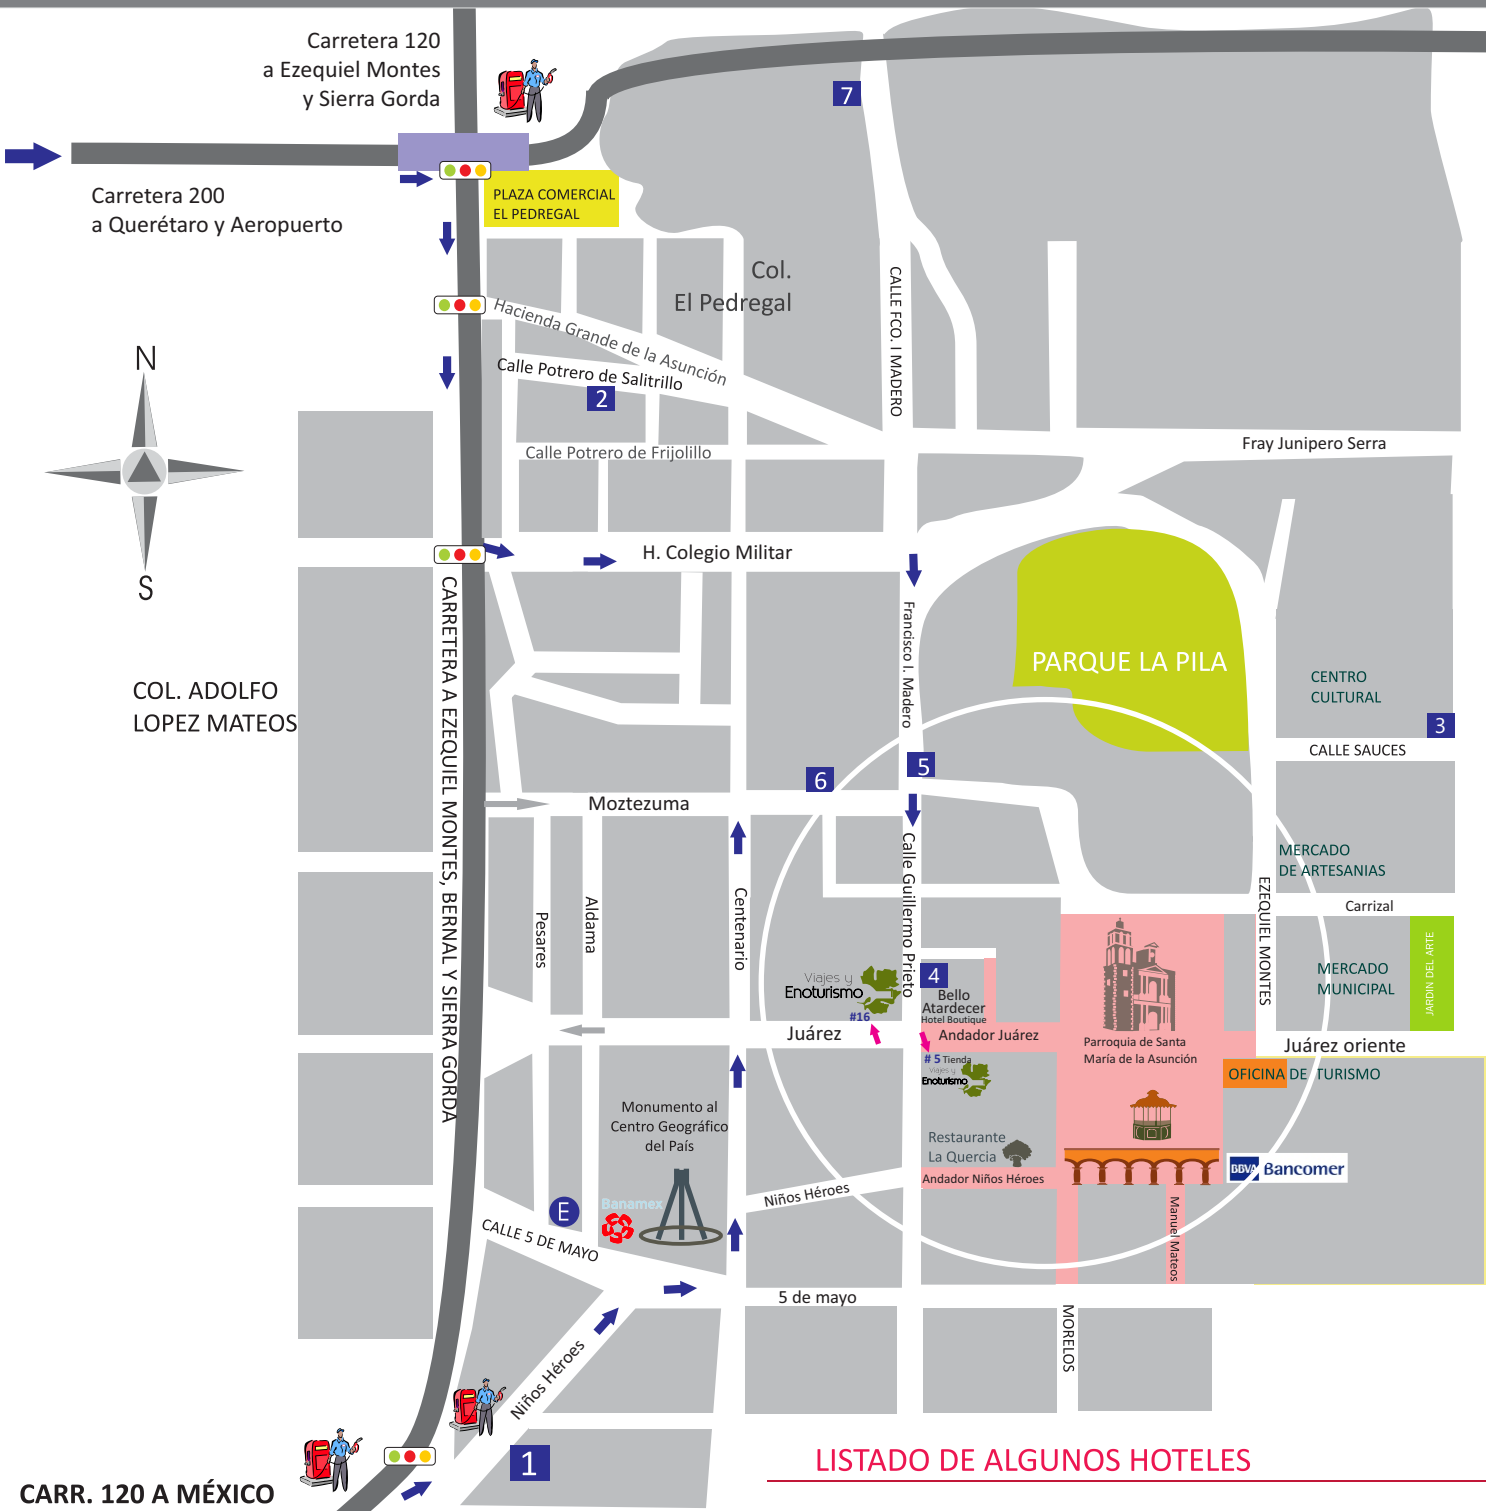 Carretera 120
a Ezequiel Montes
y Sierra Gorda
7
Carretera 200
a Querétaro y Aeropuerto
PLAZA COMERCIAL
EL PEDREGAL
Col.
El Pedregal
CALLE FCO. I MADERO
Hacienda Grande de la Asunción
Calle Potrero de Salitrillo
2
Calle Potrero de Frijolillo
Fray Junipero Serra
N
S
H. Colegio Militar
Francisco I. Madero
PARQUE LA PILA
COL. ADOLFO
LOPEZ MATEOS
CARRETERA A EZEQUIEL MONTES, BERNAL Y SIERRA GORDA
CENTRO
CULTURAL
3
CALLE SAUCES
5
6
Moztezuma
Calle Guillermo Prieto
MERCADO
DE ARTESANIAS
EZEQUIEL MONTES
Carrizal
Pesares
Aldama
Centenario
JARDIN DEL ARTE
MERCADO
MUNICIPAL
Viajes y
Enoturismo
#16
4
Bello
Atardecer
Hotel Boutique
Juárez
Andador Juárez
Parroquia de Santa
María de la Asunción
Juárez oriente
# 5 Tienda
Viajes y
Enoturismo
OFICINA DE TURISMO
Monumento al
Centro Geográfico
del País
Restaurante
La Quercia
Andador Niños Héroes
BBVA Bancomer
Niños Héroes
Banamex
E
CALLE 5 DE MAYO
Manuel Mateos
5 de mayo
MORELOS
Niños Héroes
1
LISTADO DE ALGUNOS HOTELES
CARR. 120 A MÉXICO